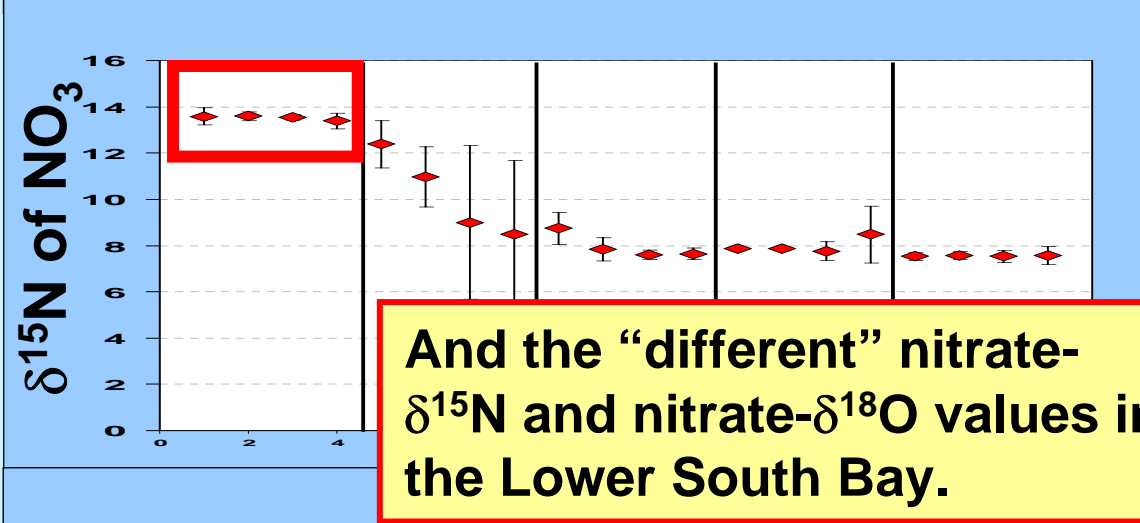 δ15N of NO3
16
14
12
10
8
6
4
2
0
0 2 4
And the “different” nitrate-
δ15N and nitrate-δ18O values in
the Lower South Bay.